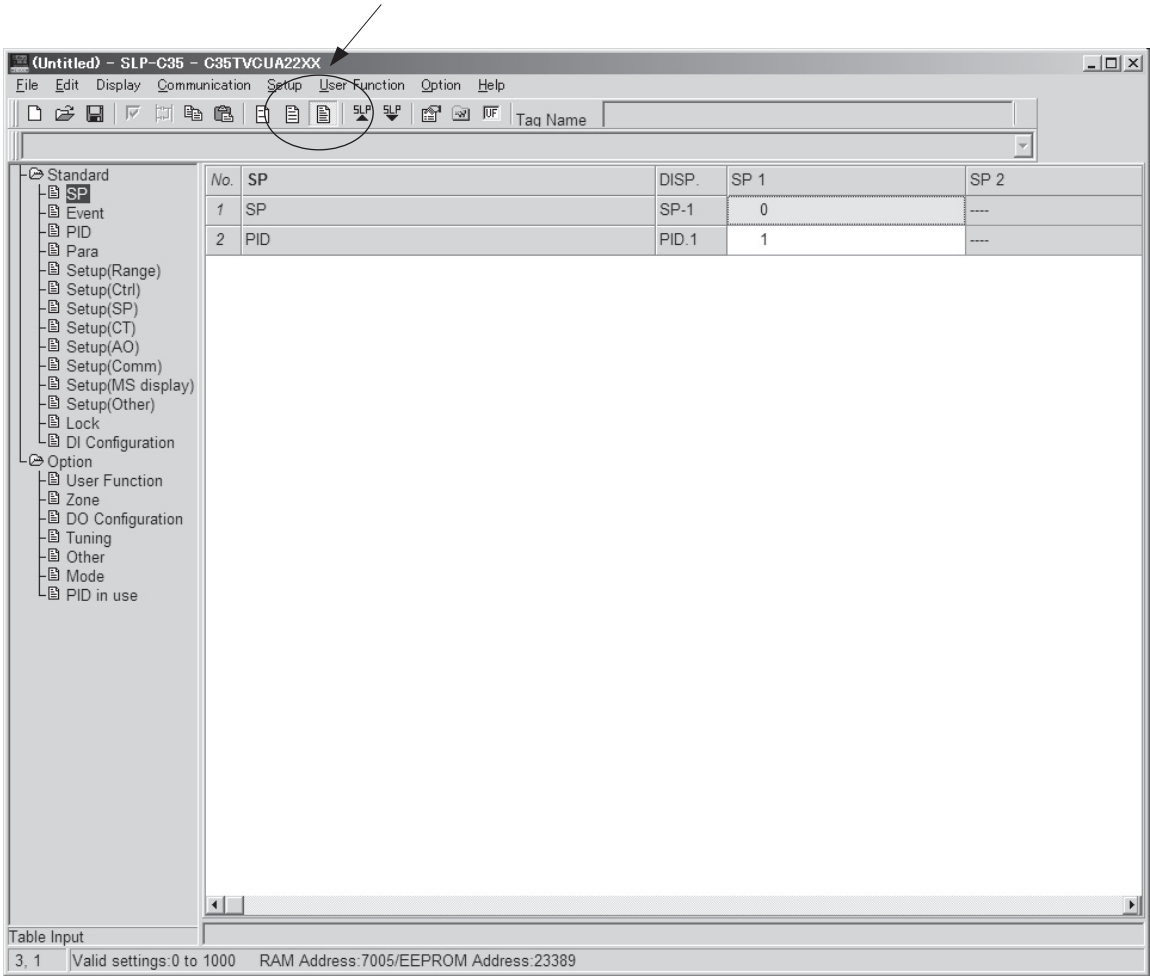 (Untitled) - SLP-C35 - C35TVCUA22XX
File Edit Display Communication Setup User Function Option Help
SLP SLP UF Tag Name
Standard
SP
Event
PID
Para
Setup(Range)
Setup(Ctrl)
Setup(SP)
Setup(CT)
Setup(AO)
Setup(Comm)
Setup(MS display)
Setup(Other)
Lock
DI Configuration
Option
User Function
Zone
DO Configuration
Tuning
Other
Mode
PID in use
No. SP DISP. SP 1 SP 2
1 SP SP-1 0 ----
2 PID PID.1 1 ----
Table Input
3, 1 Valid settings:0 to 1000 RAM Address:7005/EEPROM Address:23389